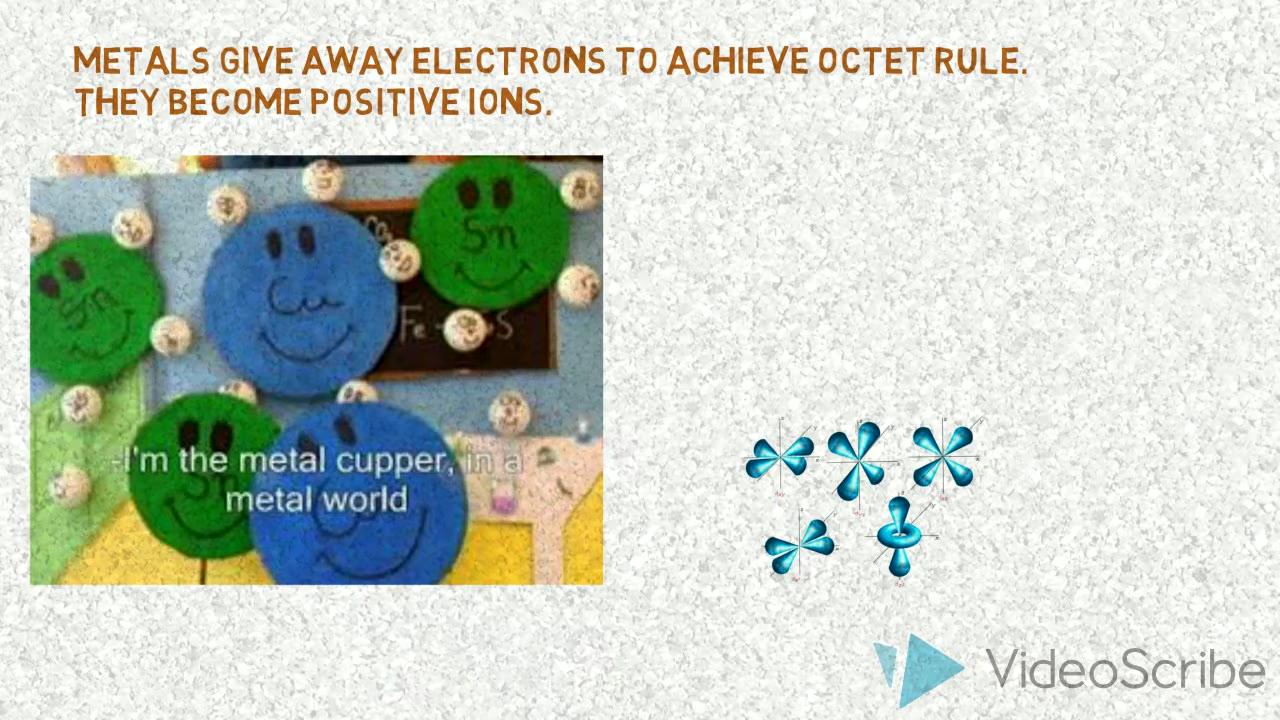 METALS GIVE AWAY ELECTRONS TO ACHIEVE OCTET RULE.
THEY BECOME POSITIVE IONS.
Sn
Cu
Sn
Fe
S
-I'm the metal cupper, in a
metal world
VideoScribe